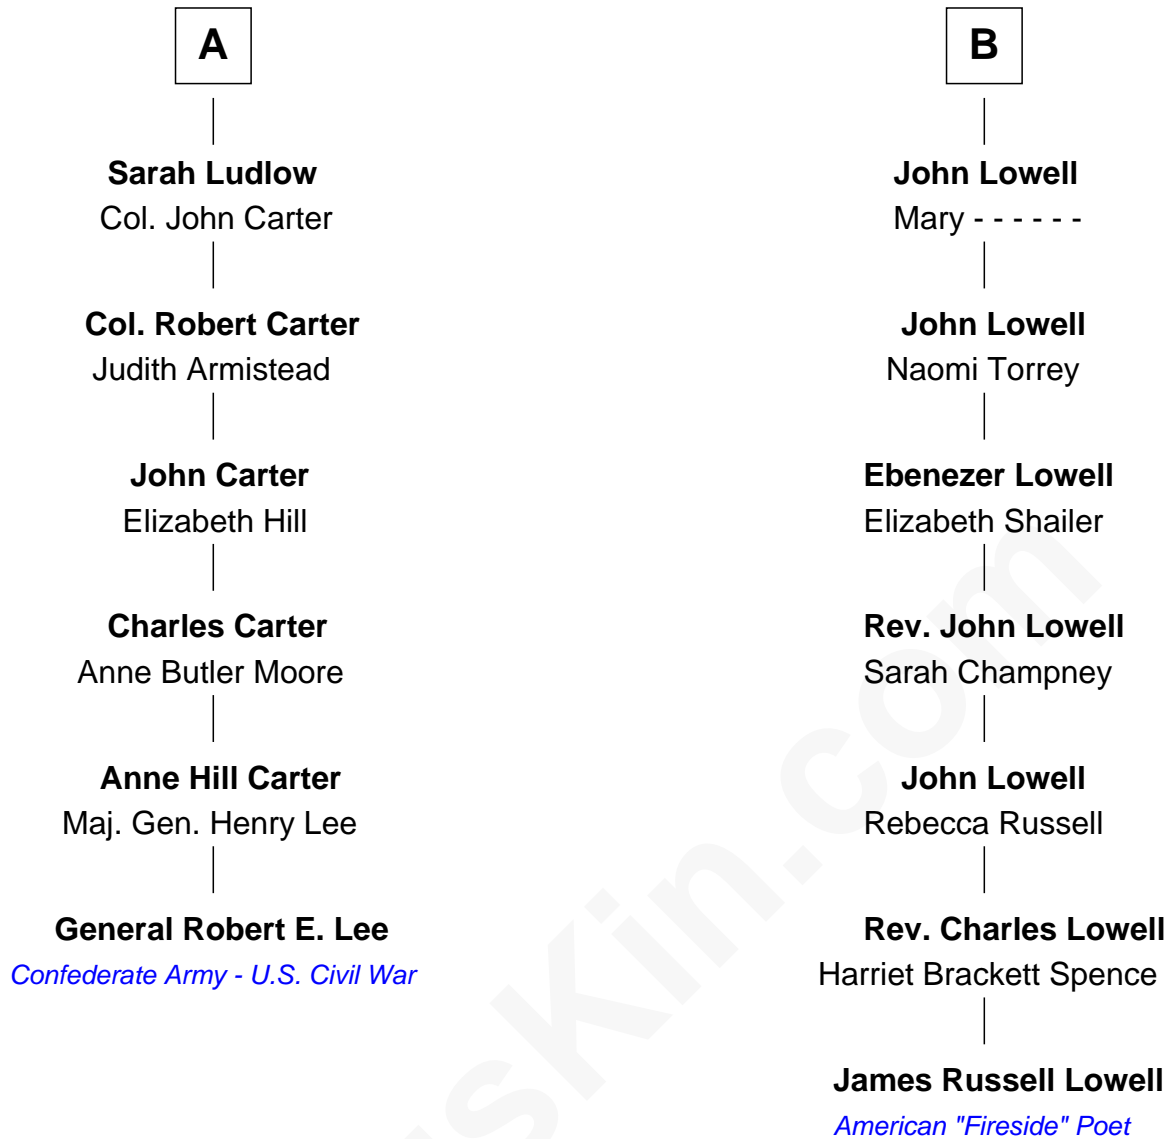 A
Sarah Ludlow
Col. John Carter
Col. Robert Carter
Judith Armistead
John Carter
Elizabeth Hill
Charles Carter
Anne Butler Moore
Anne Hill Carter
Maj. Gen. Henry Lee
General Robert E. Lee
Confederate Army - U.S. Civil War
B
John Lowell
Mary - - - - - -
John Lowell
Naomi Torrey
Ebenezer Lowell
Elizabeth Shailer
Rev. John Lowell
Sarah Champney
John Lowell
Rebecca Russell
Rev. Charles Lowell
Harriet Brackett Spence
James Russell Lowell
American "Fireside" Poet